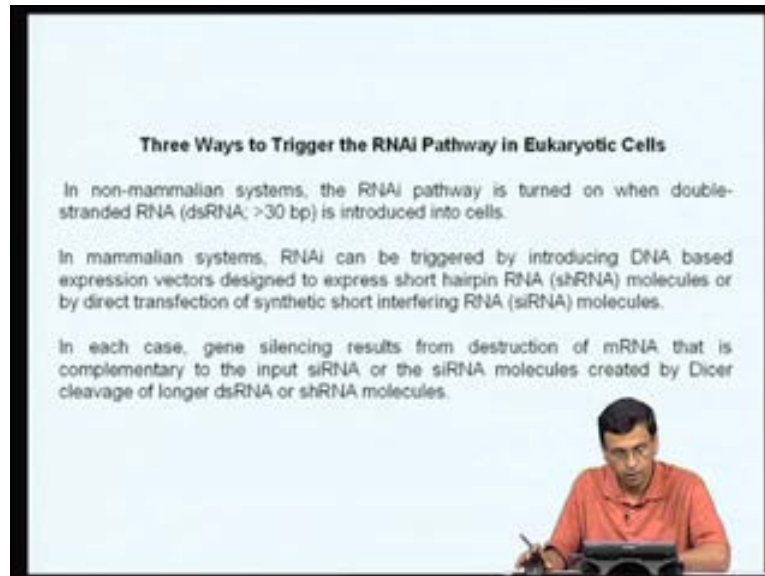 Three Ways to Trigger the RNAi Pathway in Eukaryotic Cells
In non-mammalian systems, the RNAi pathway is turned on when double-
stranded RNA (dsRNA; >30 bp) is introduced into cells.
In mammalian systems, RNAi can be triggered by introducing DNA based
expression vectors designed to express short hairpin RNA (shRNA) molecules or
by direct transfection of synthetic short interfering RNA (siRNA) molecules.
In each case, gene silencing results from destruction of mRNA that is
complementary to the input siRNA or the siRNA molecules created by Dicer
cleavage of longer dsRNA or shRNA molecules.